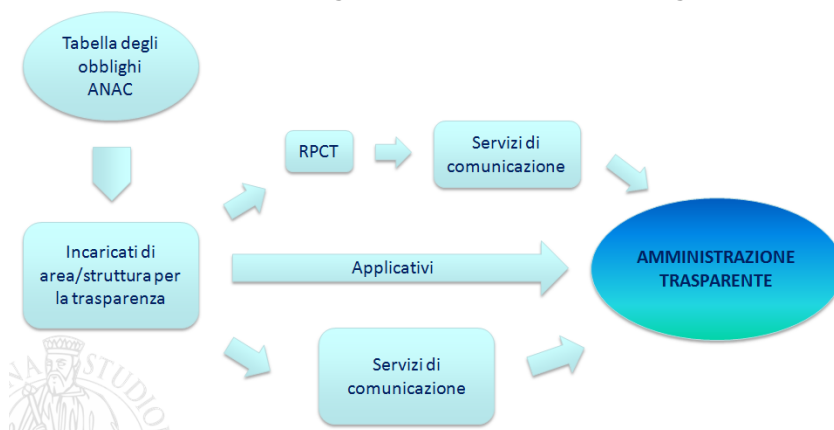 Tabella degli
obblighi
ANAC
RPCT
Servizi di
comunicazione
Incaricati di
area/struttura per
la trasparenza
Applicativi
AMMINISTRAZIONE
TRASPARENTE
Servizi di
comunicazione